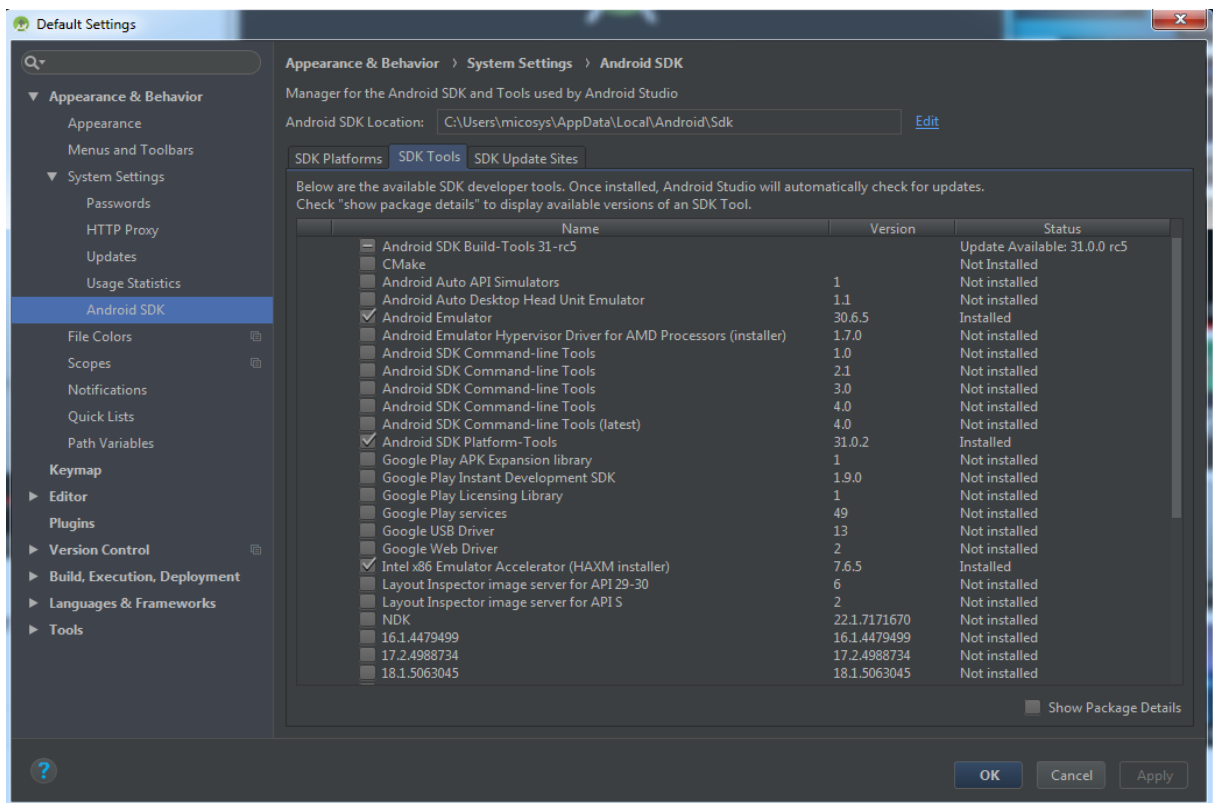 Default Settings
Appearance & Behavior
Appearance
Menus and Toolbars
System Settings
Passwords
HTTP Proxy
Updates
Usage Statistics
Android SDK
File Colors
Scopes
Notifications
Quick Lists
Path Variables
Keymap
Editor
Plugins
Version Control
Build, Execution, Deployment
Languages & Frameworks
Tools
Appearance & Behavior > System Settings > Android SDK
Manager for the Android SDK and Tools used by Android Studio
Android SDK Location: C:\Users\micosys\AppData\Local\Android\Sdk Edit
SDK Platforms SDK Tools SDK Update Sites
Below are the available SDK developer tools. Once installed, Android Studio will automatically check for updates.
Check "show package details" to display available versions of an SDK Tool.
Name Version Status
Android SDK Build-Tools 31-rc5 Update Available: 31.0.0 rc5
CMake Not Installed
Android Auto API Simulators 1 Not installed
Android Auto Desktop Head Unit Emulator 1.1 Not installed
Android Emulator 30.6.5 Installed
Android Emulator Hypervisor Driver for AMD Processors (installer) 1.7.0 Not installed
Android SDK Command-line Tools 1.0 Not installed
Android SDK Command-line Tools 2.1 Not installed
Android SDK Command-line Tools 3.0 Not installed
Android SDK Command-line Tools 4.0 Not installed
Android SDK Command-line Tools (latest) 4.0 Not installed
Android SDK Platform-Tools 31.0.2 Installed
Google Play APK Expansion library 1 Not installed
Google Play Instant Development SDK 1.9.0 Not installed
Google Play Licensing Library 1 Not installed
Google Play services 49 Not installed
Google USB Driver 13 Not installed
Google Web Driver 2 Not installed
Intel x86 Emulator Accelerator (HAXM installer) 7.6.5 Installed
Layout Inspector image server for API 29-30 6 Not installed
Layout Inspector image server for API S 2 Not installed
NDK 22.1.7171670 Not installed
16.1.4479499 16.1.4479499 Not installed
17.2.4988734 17.2.4988734 Not installed
18.1.5063045 18.1.5063045 Not installed
Show Package Details
? OK Cancel Apply